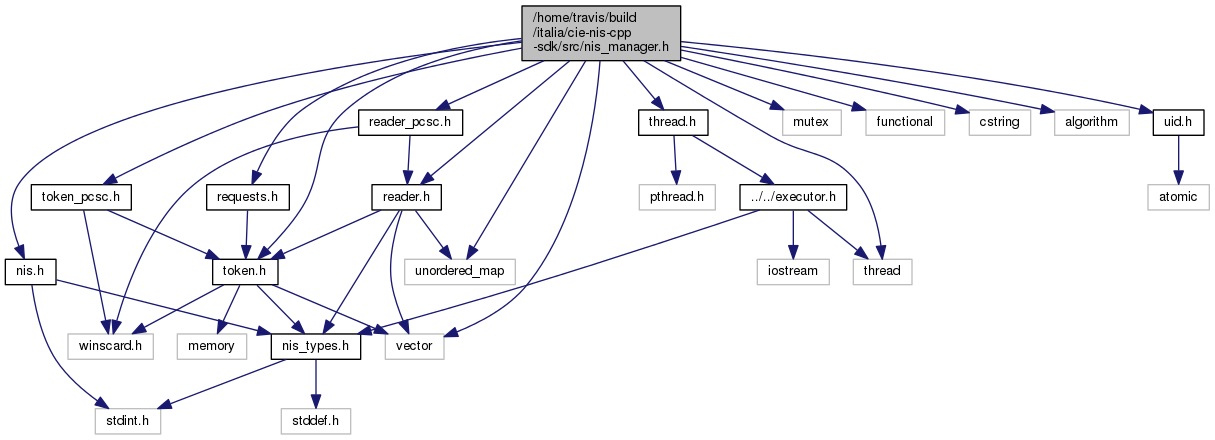 /home/travis/build
/italia/cie-nis-cpp
-sdk/src/nis_manager.h
reader_pcsc.h
thread.h
mutex
functional
cstring
algorithm
uid.h
token_pcsc.h
requests.h
reader.h
pthread.h
../../executor.h
atomic
nis.h
token.h
unordered_map
iostream
thread
winscard.h
memory
nis_types.h
vector
stdint.h
stddef.h